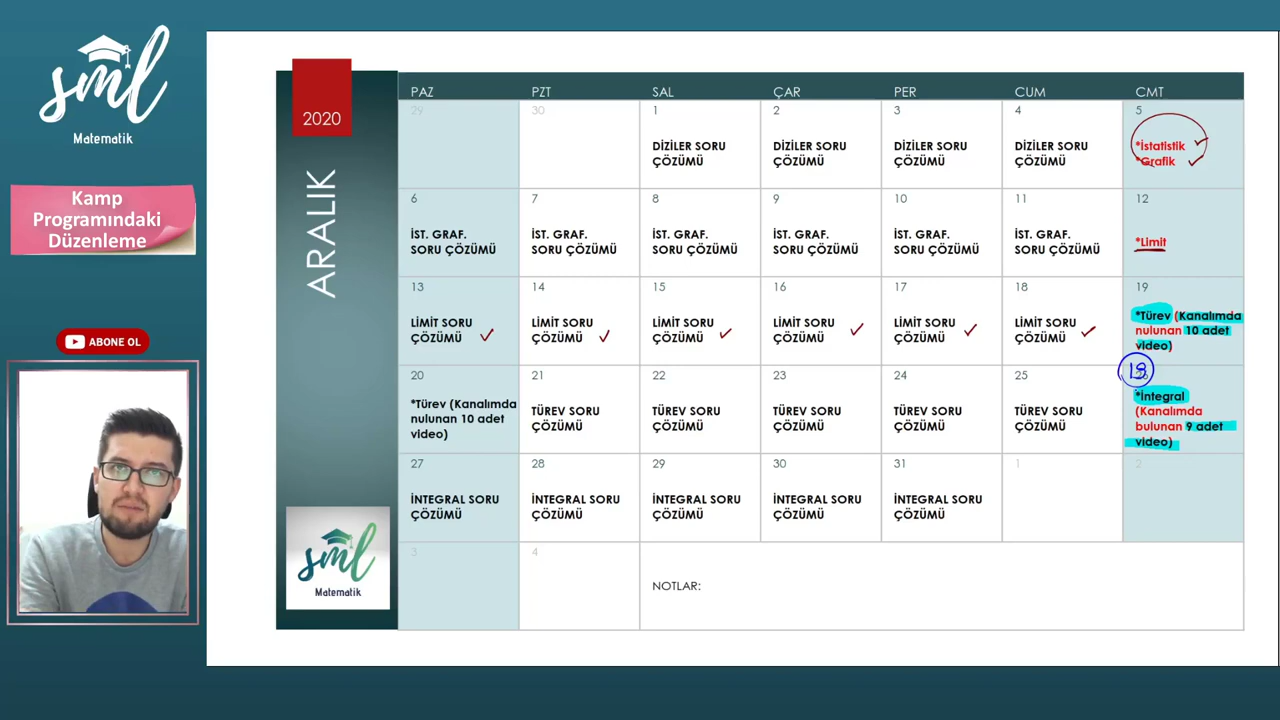 sml
Matematik
Kamp
Programındaki
Düzenleme
ABONE OL
2020
ARALIK
sml
Matematik
PAZ PZT SAL ÇAR PER CUM CMT
29 30 1 2 3 4 5
DİZİLER SORU DİZİLER SORU DİZİLER SORU DİZİLER SORU *İstatistik
ÇÖZÜMÜ ÇÖZÜMÜ ÇÖZÜMÜ ÇÖZÜMÜ *Grafik
6 7 8 9 10 11 12
İST. GRAF. İST. GRAF. İST. GRAF. İST. GRAF. İST. GRAF. İST. GRAF. *Limit
SORU ÇÖZÜMÜ SORU ÇÖZÜMÜ SORU ÇÖZÜMÜ SORU ÇÖZÜMÜ SORU ÇÖZÜMÜ SORU ÇÖZÜMÜ
13 14 15 16 17 18 19
LİMİT SORU LİMİT SORU LİMİT SORU LİMİT SORU LİMİT SORU LİMİT SORU *Türev (Kanalımda
ÇÖZÜMÜ ÇÖZÜMÜ ÇÖZÜMÜ ÇÖZÜMÜ ÇÖZÜMÜ ÇÖZÜMÜ nulunan 10 adet
video)
20 21 22 23 24 25 26
*Türev (Kanalımda TÜREV SORU TÜREV SORU TÜREV SORU TÜREV SORU TÜREV SORU *İntegral
nulunan 10 adet ÇÖZÜMÜ ÇÖZÜMÜ ÇÖZÜMÜ ÇÖZÜMÜ ÇÖZÜMÜ (Kanalımda
video) bulunan 9 adet
video)
27 28 29 30 31 1 2
İNTEGRAL SORU İNTEGRAL SORU İNTEGRAL SORU İNTEGRAL SORU İNTEGRAL SORU
ÇÖZÜMÜ ÇÖZÜMÜ ÇÖZÜMÜ ÇÖZÜMÜ ÇÖZÜMÜ
3 4
NOTLAR: